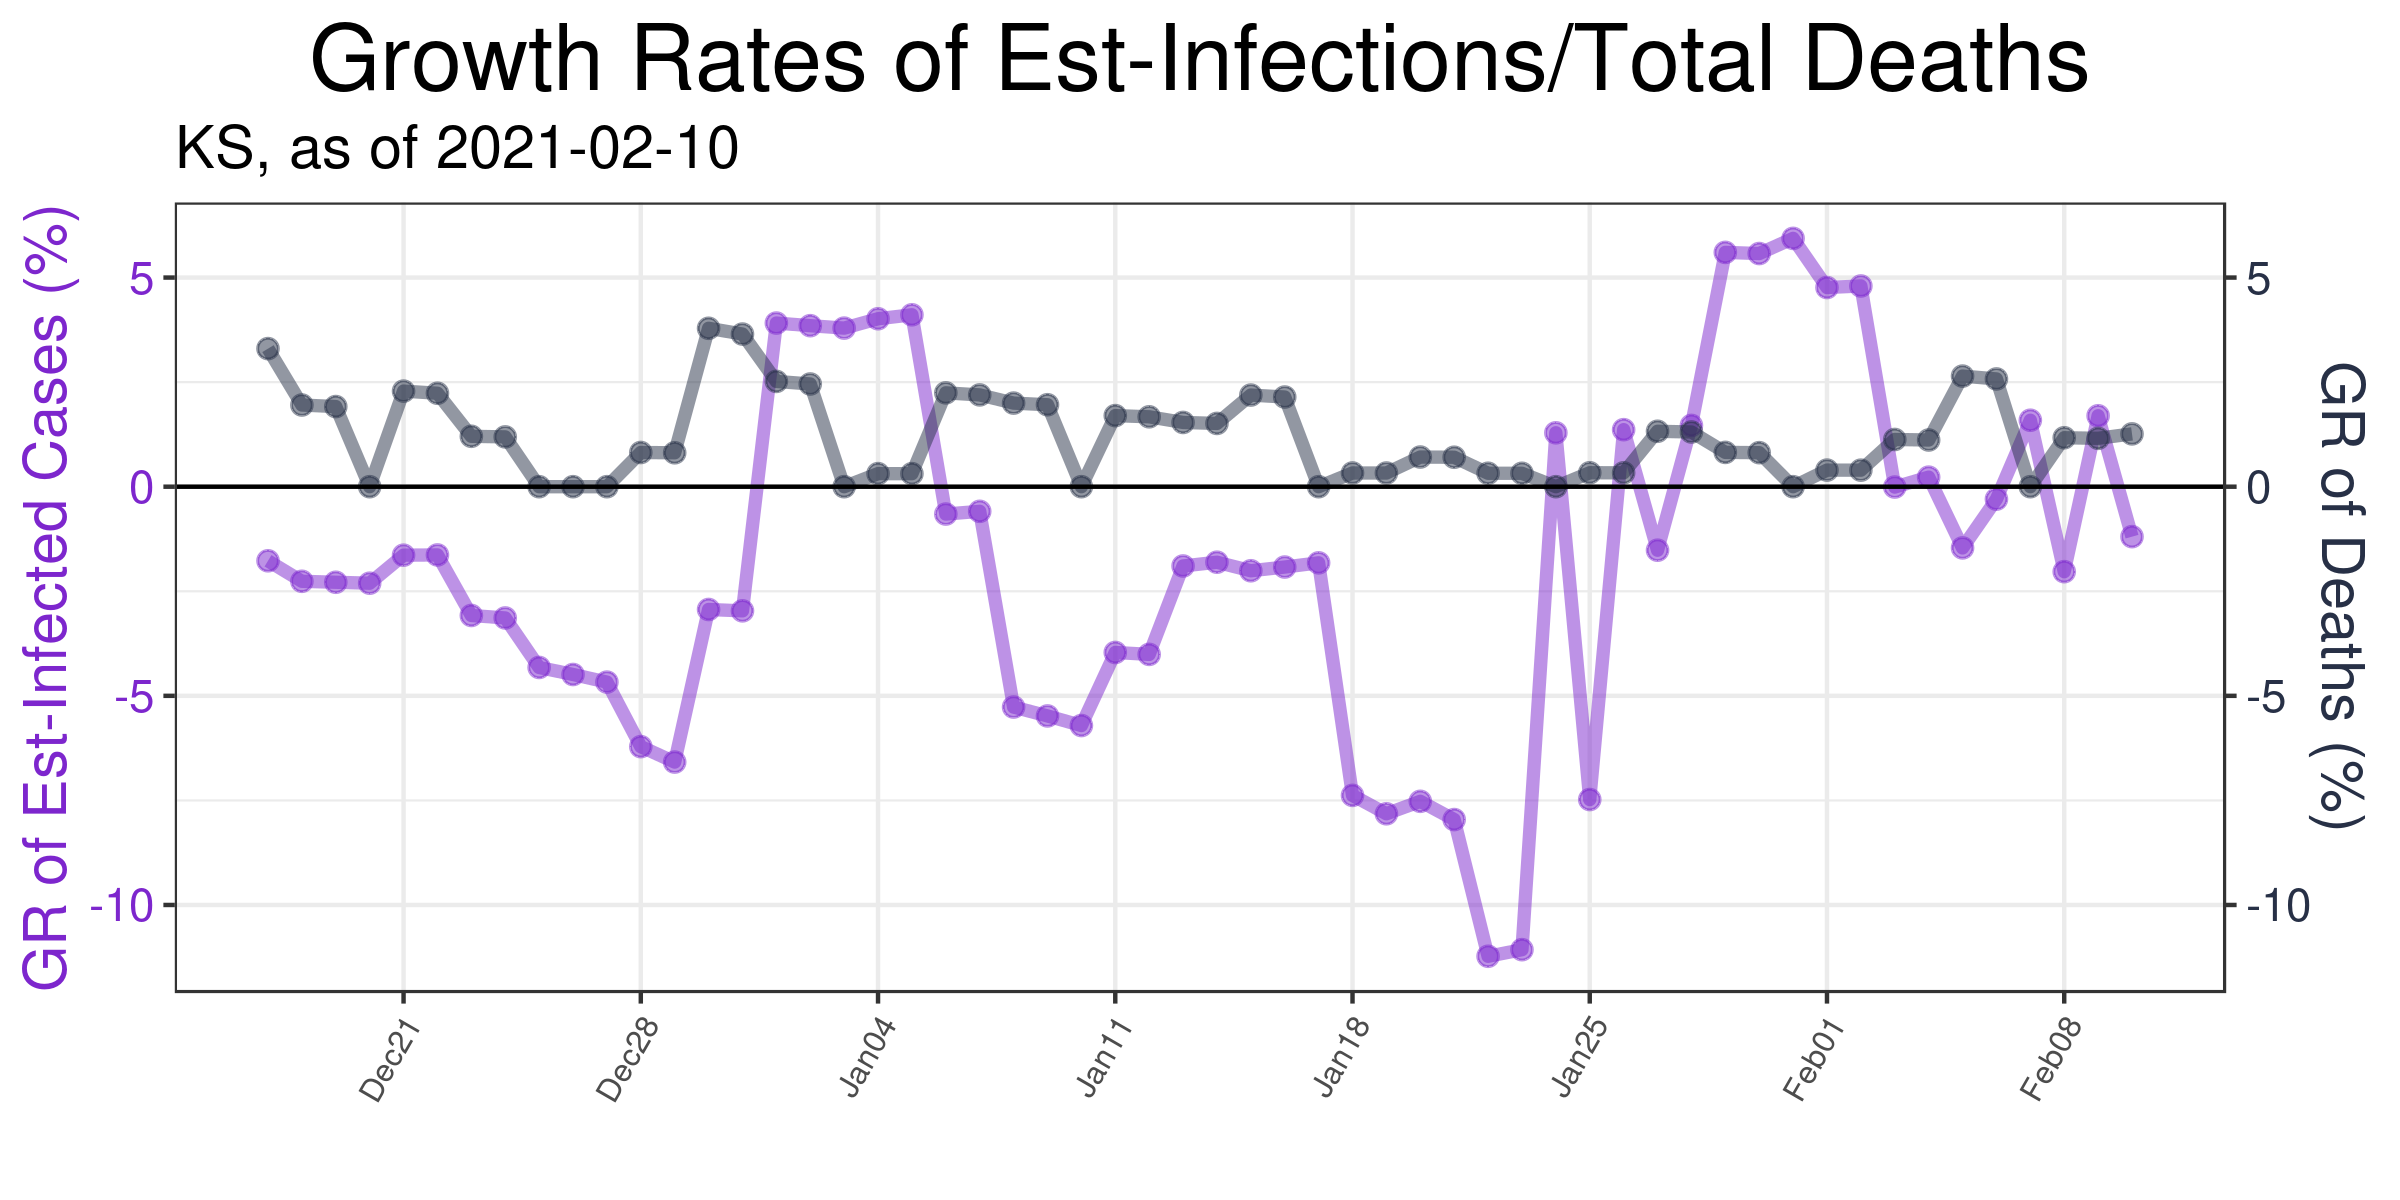 Growth Rates of Est-Infections/Total Deaths
KS, as of 2021-02-10
GR of Est-Infected Cases (%)
5
0
-5
-10
5
0
-5
-10
GR of Deaths (%)
Dec21
Dec28
Jan04
Jan11
Jan18
Jan25
Feb01
Feb08